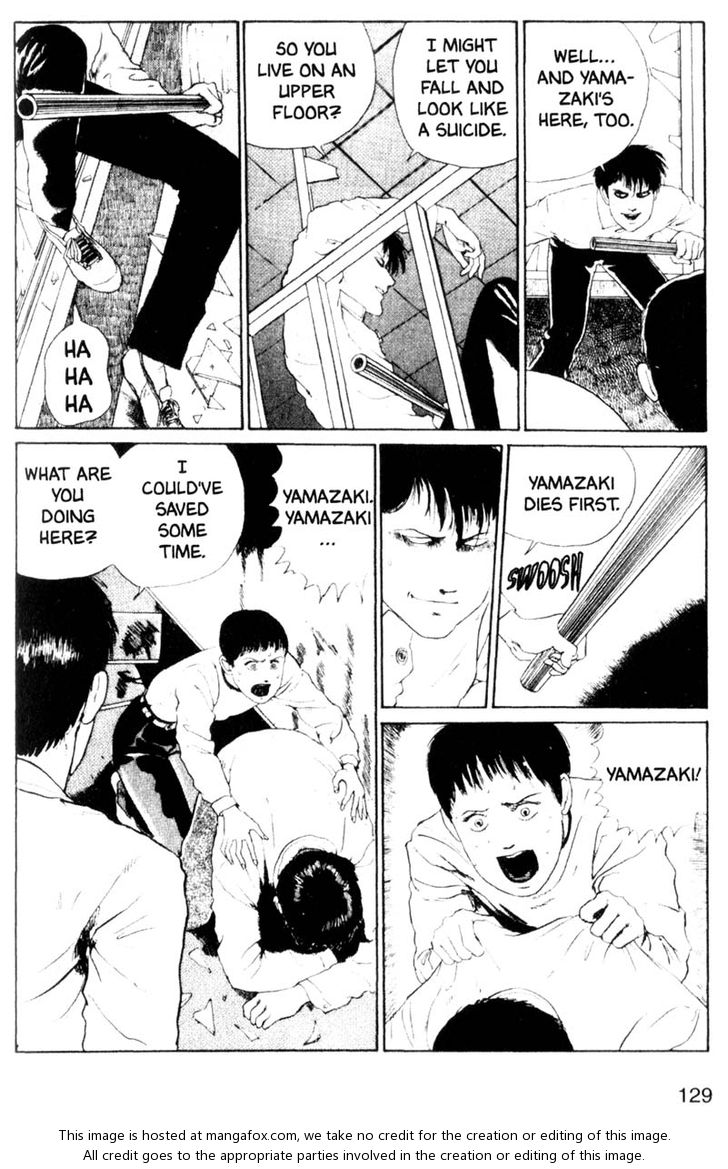 HA
HA
HA
SO YOU
LIVE ON AN
UPPER
FLOOR?
I MIGHT
LET YOU
FALL AND
LOOK LIKE
A SUICIDE.
WELL...
AND YAMA-
ZAKI'S
HERE, TOO.
WHAT ARE
YOU
DOING
HERE?
I
COULD'VE
SAVED
SOME
TIME.
YAMAZAKI.
YAMAZAKI
...
YAMAZAKI
DIES FIRST.
SWOOSH
YAMAZAKI!
129
This image is hosted at mangafox.com, we take no credit for the creation or editing of this image.
All credit goes to the appropriate parties involved in the creation or editing of this image.